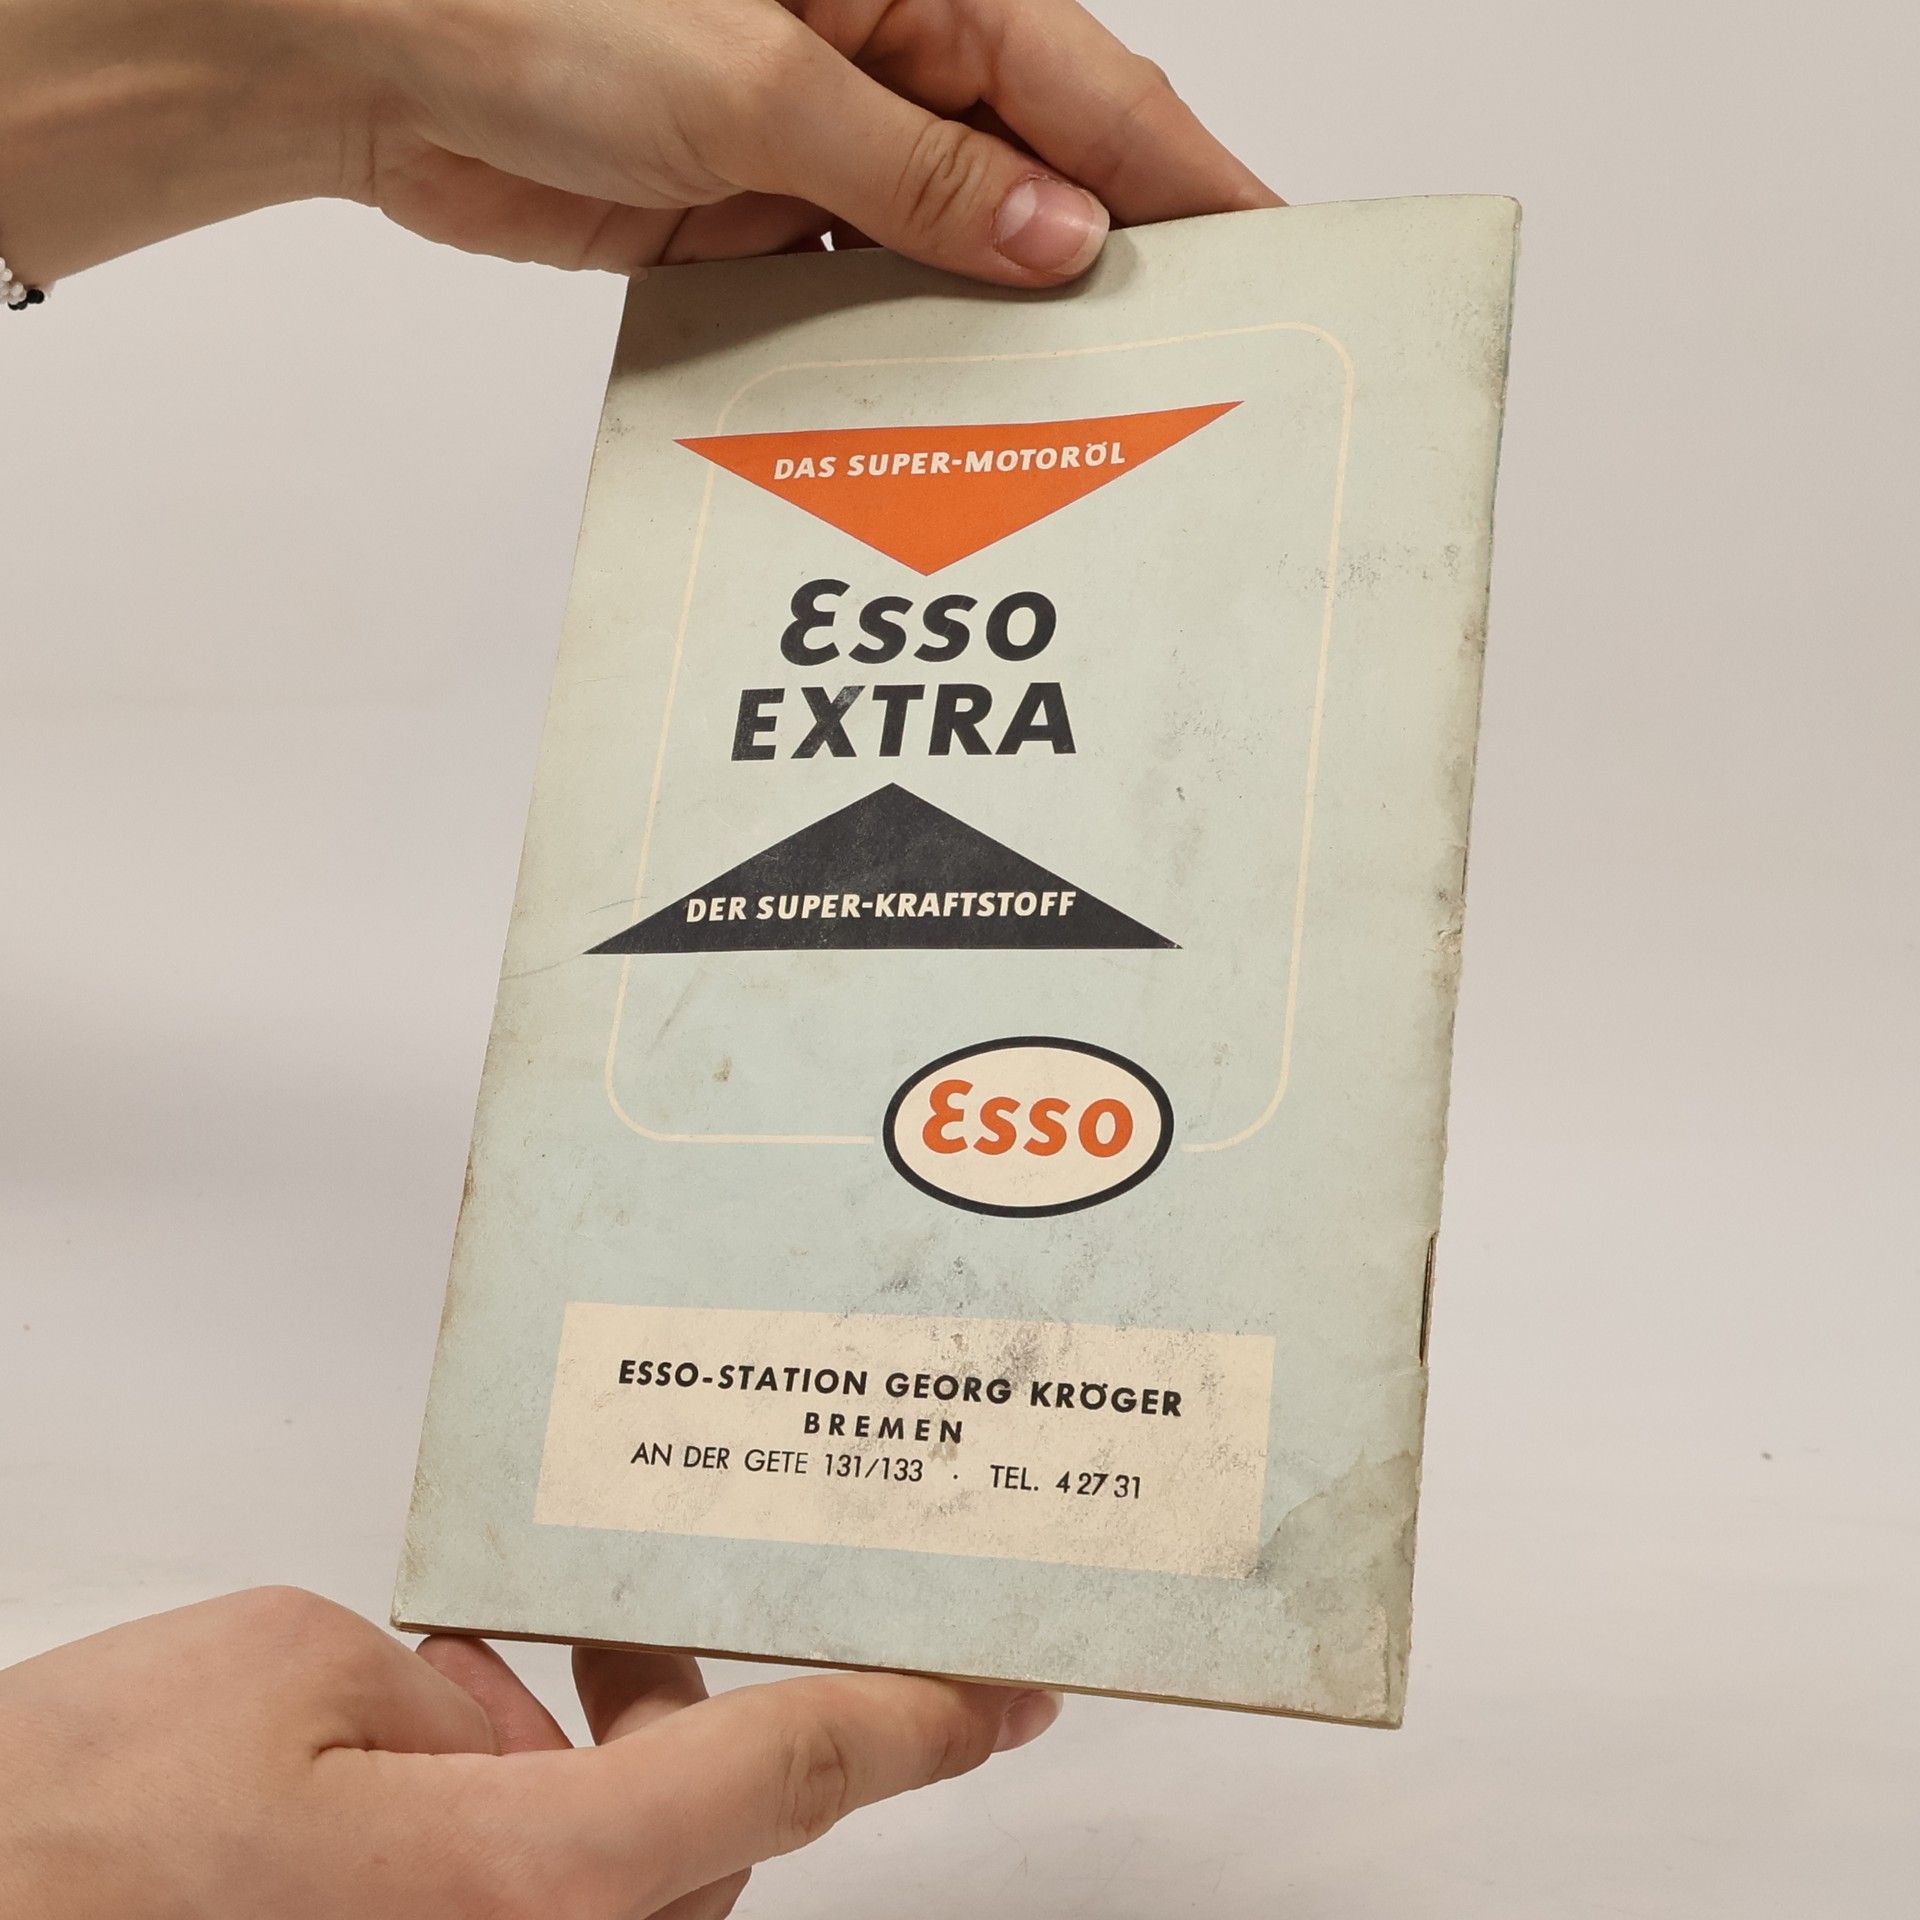 DAS SUPER-MOTORÖL
Esso
EXTRA
DER SUPER-KRAFTSTOFF
Esso
ESSO-STATION GEORG KRÖGER
BREMEN
AN DER GETE 131/133 · TEL. 4 27 31